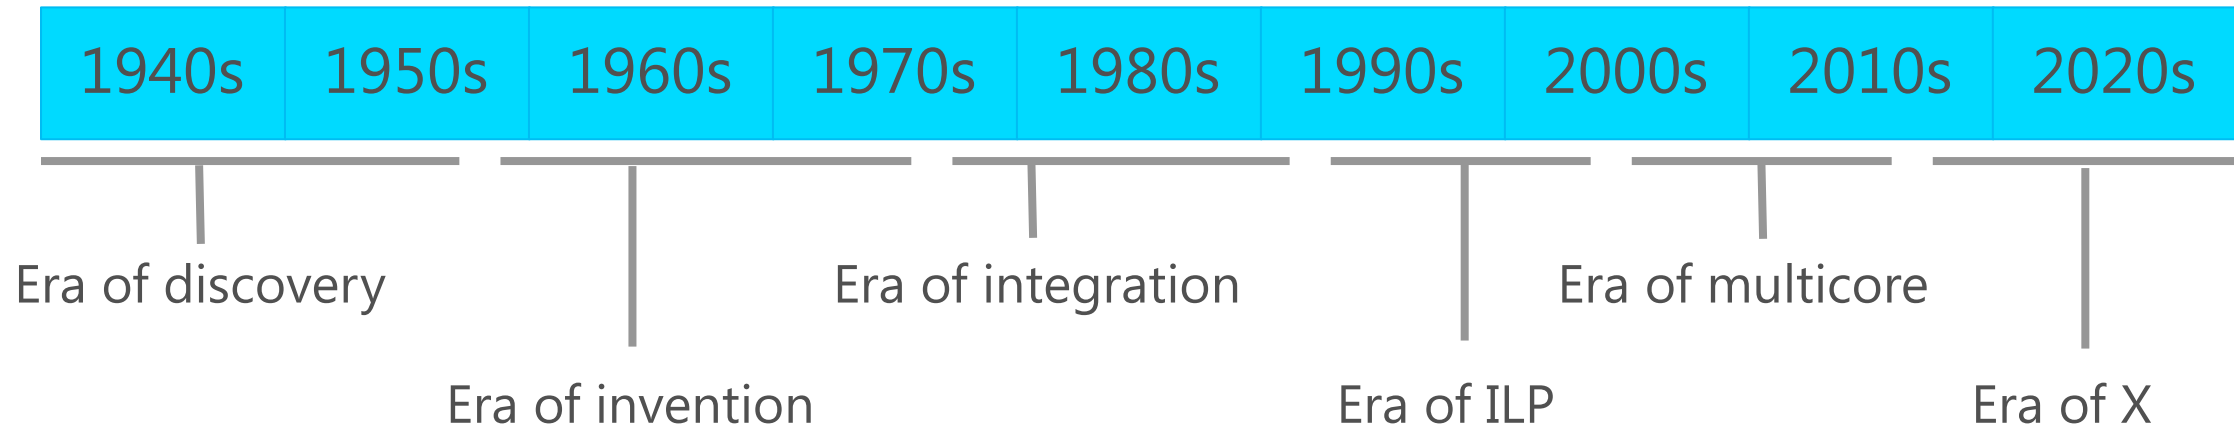 1940s 1950s 1960s 1970s 1980s 1990s 2000s 2010s 2020s
Era of discovery Era of integration Era of multicore
Era of invention Era of ILP Era of X